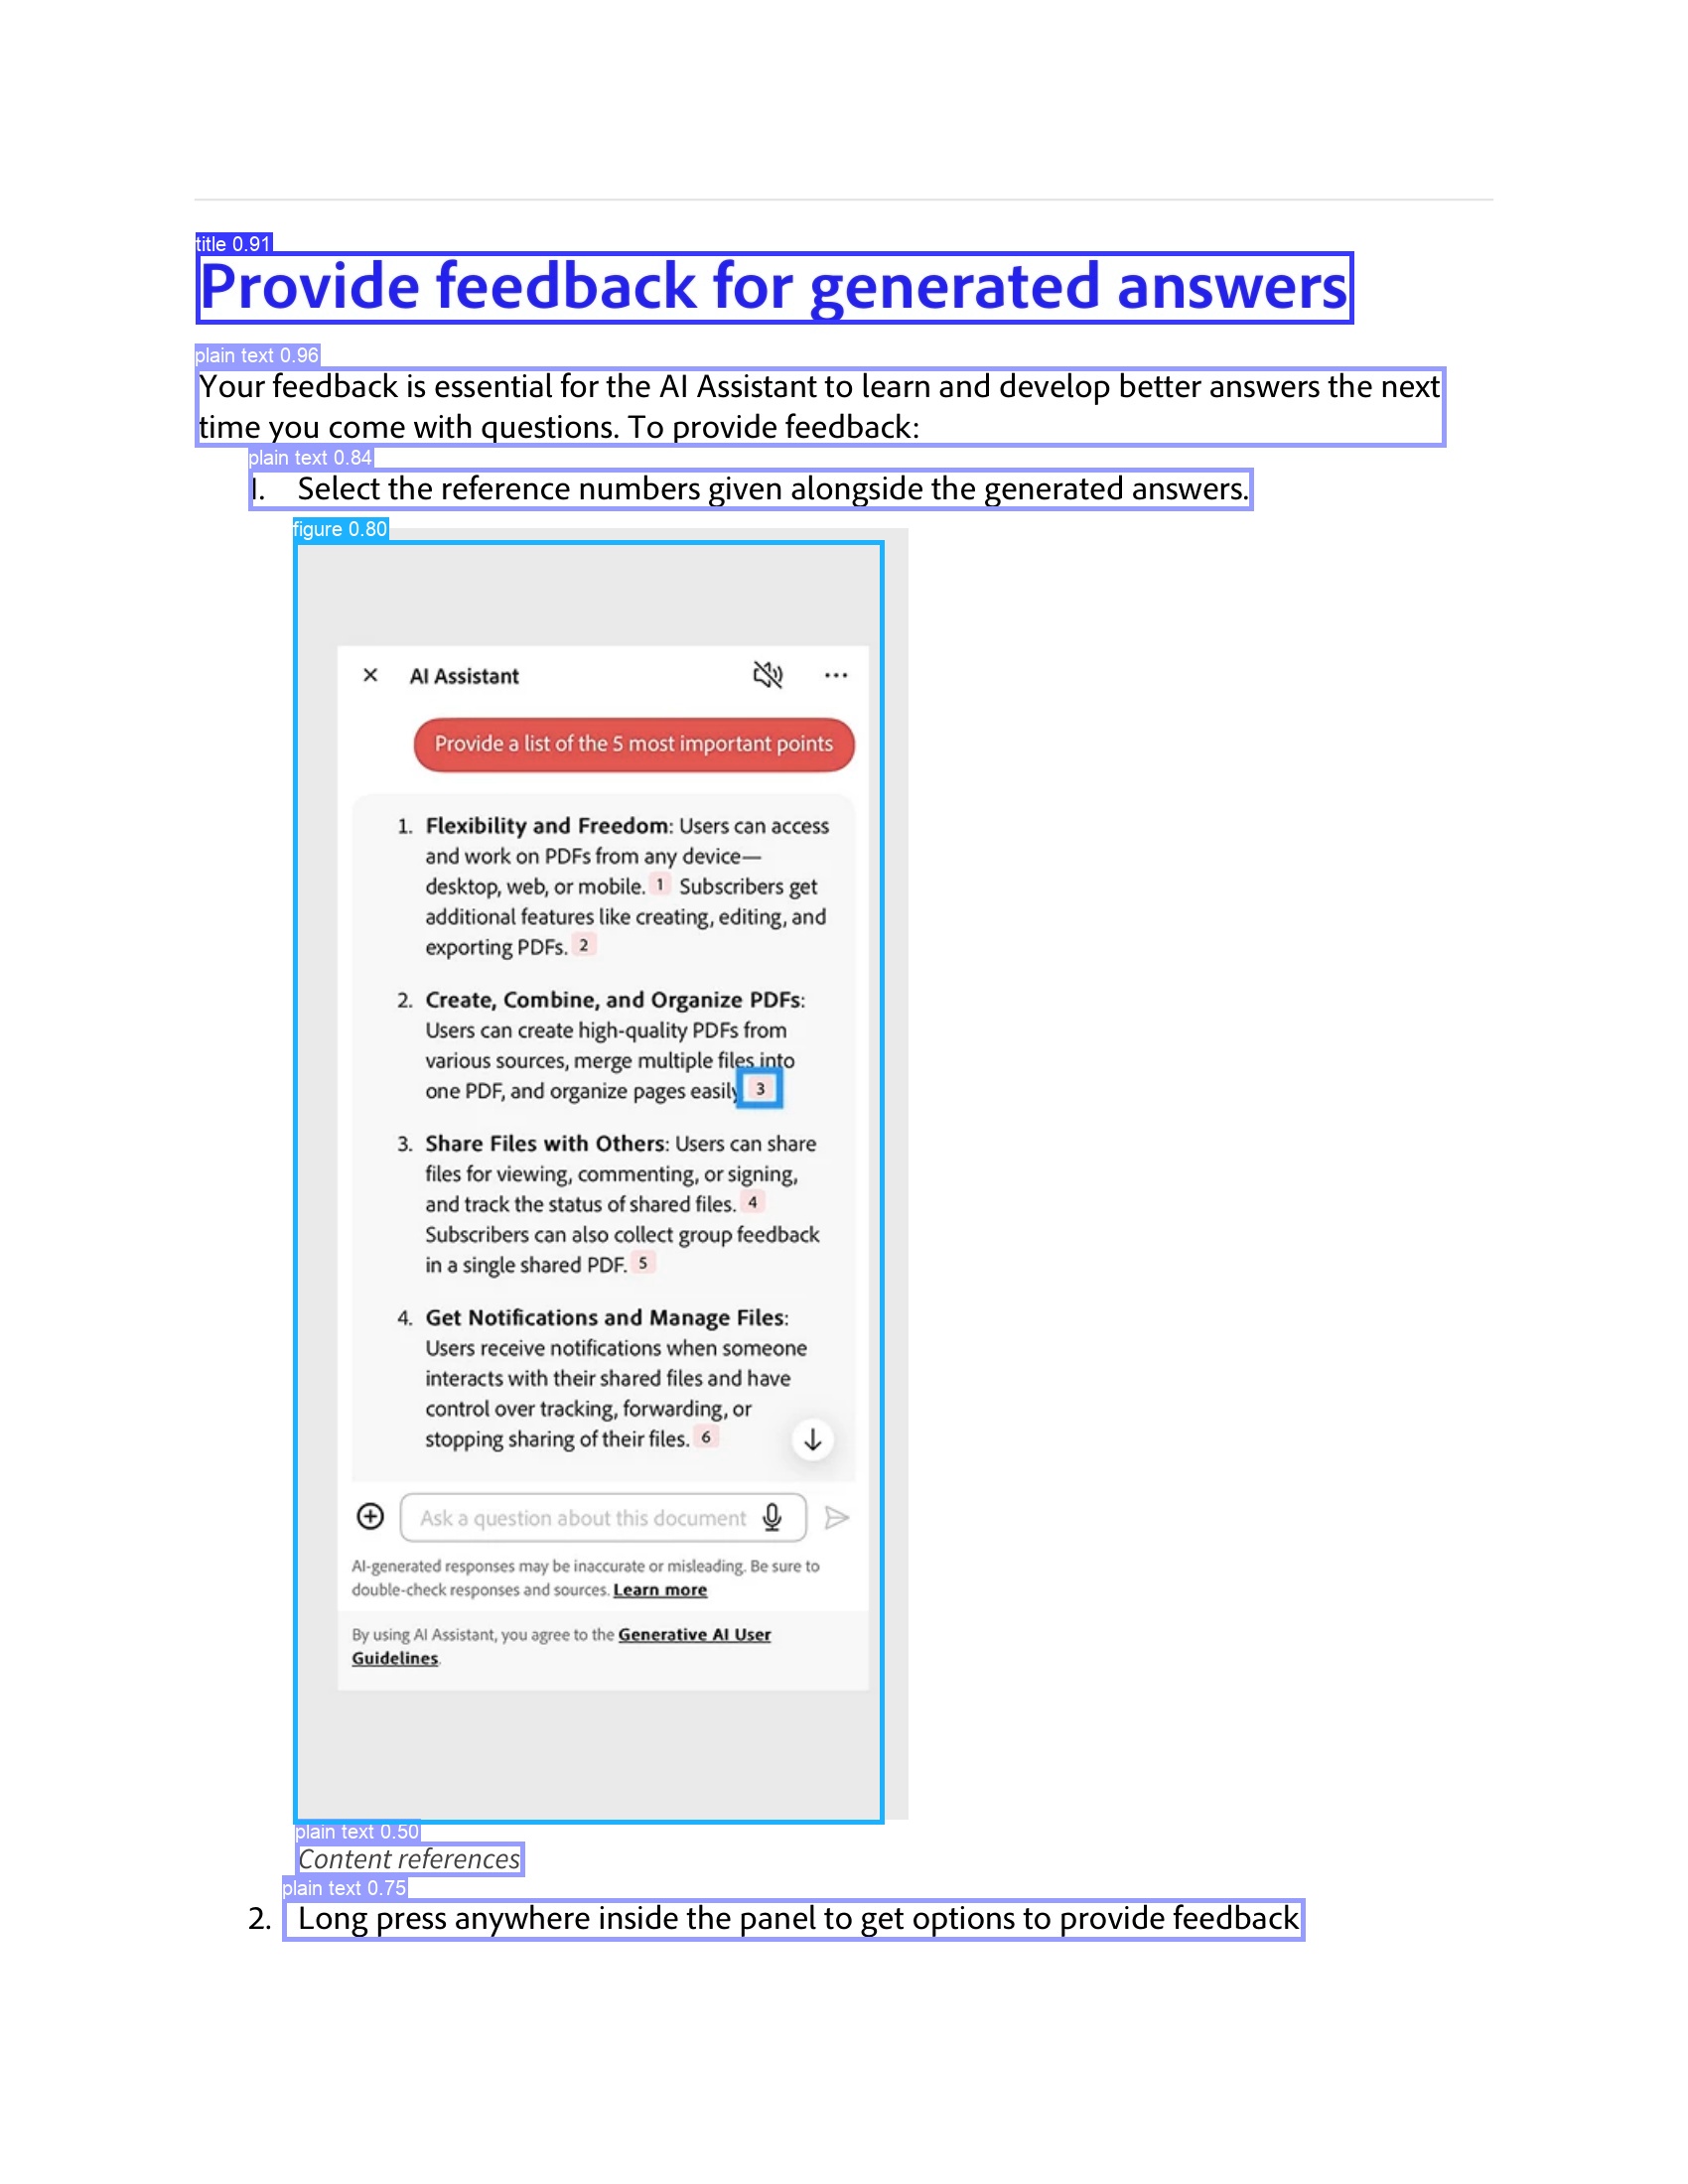 title 0.91
Provide feedback for generated answers
plain text 0.96
Your feedback is essential for the AI Assistant to learn and develop better answers the next
time you come with questions. To provide feedback:
plain text 0.84
1. Select the reference numbers given alongside the generated answers.
figure 0.80
AI Assistant
Provide a list of the 5 most important points
1. Flexibility and Freedom: Users can access
and work on PDFs from any device—
desktop, web, or mobile. 1 Subscribers get
additional features like creating, editing, and
exporting PDFs. 2
2. Create, Combine, and Organize PDFs:
Users can create high-quality PDFs from
various sources, merge multiple files into
one PDF, and organize pages easily 3
3. Share Files with Others: Users can share
files for viewing, commenting, or signing,
and track the status of shared files. 4
Subscribers can also collect group feedback
in a single shared PDF. 5
4. Get Notifications and Manage Files:
Users receive notifications when someone
interacts with their shared files and have
control over tracking, forwarding, or
stopping sharing of their files. 6
Ask a question about this document
AI-generated responses may be inaccurate or misleading. Be sure to
double-check responses and sources. Learn more
By using AI Assistant, you agree to the Generative AI User
Guidelines.
plain text 0.50
Content references
plain text 0.75
2. Long press anywhere inside the panel to get options to provide feedback